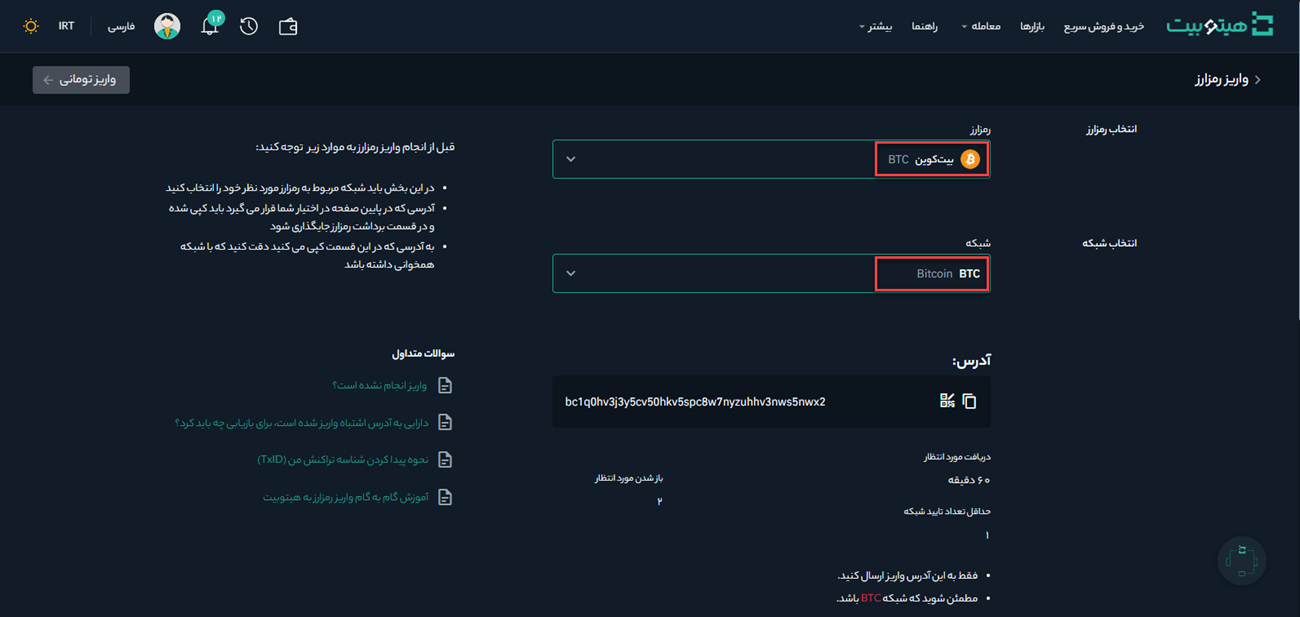 هیتوبیت
خرید و فروش سریع
بازارها
معامله
راهنما
بیشتر
۱۲
فارسی
IRT
واریز رمزارز
واریز تومانی
انتخاب رمزارز
رمزارز
بیت‌کوین BTC
انتخاب شبکه
شبکه
BTC Bitcoin
آدرس:
bc1q0hv3j3y5cv50hkv5spc8w7nyzuhhv3nws5nwx2
دریافت مورد انتظار
۶۰ دقیقه
باز شدن مورد انتظار
۲
حداقل تعداد تایید شبکه
۱
فقط به این آدرس واریز ارسال کنید.
مطمئن شوید که شبکه BTC باشد.
قبل از انجام واریز رمزارز به موارد زیر توجه کنید:
در این بخش باید شبکه مربوط به رمزارز مورد نظر خود را انتخاب کنید
آدرسی که در پایین صفحه در اختیار شما قرار می گیرد باید کپی شده
و در قسمت برداشت رمزارز جایگذاری شود
به آدرسی که در این قسمت کپی می کنید دقت کنید که با شبکه
همخوانی داشته باشد
سوالات متداول
واریز انجام نشده است؟
دارایی به آدرس اشتباه واریز شده است، برای بازیابی چه باید کرد؟
نحوه پیدا کردن شناسه تراکنش من (TxID)
آموزش گام به گام واریز رمزارز به هیتوبیت